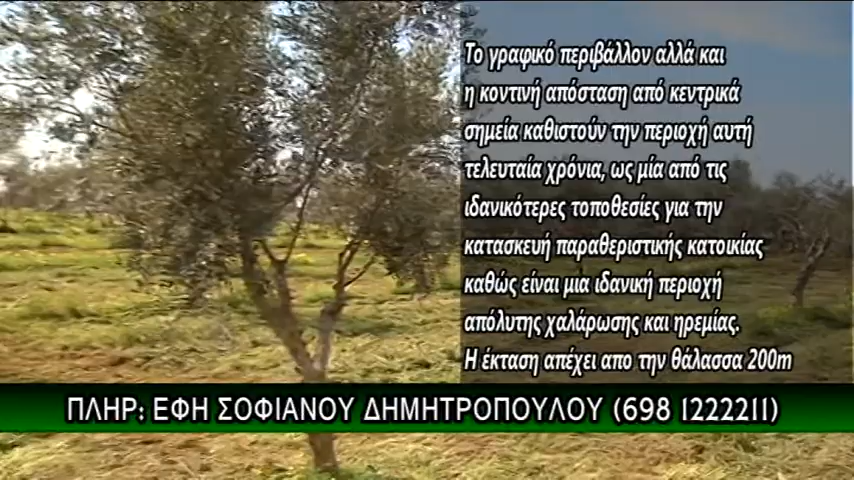 Το γραφικό περιβάλλον αλλά και
η κοντινή απόσταση από κεντρικά
σημεία καθιστούν την περιοχή αυτή
τελευταία χρόνια, ως μία από τις
ιδανικότερες τοποθεσίες για την
κατασκευή παραθεριστικής κατοικίας
καθώς είναι μια ιδανική περιοχή
απόλυτης χαλάρωσης και ηρεμίας.
Η έκταση απέχει απο την θάλασσα 200m
ΠΛΗΡ: ΕΦΗ ΣΟΦΙΑΝΟΥ ΔΗΜΗΤΡΟΠΟΥΛΟΥ (698 1222211)